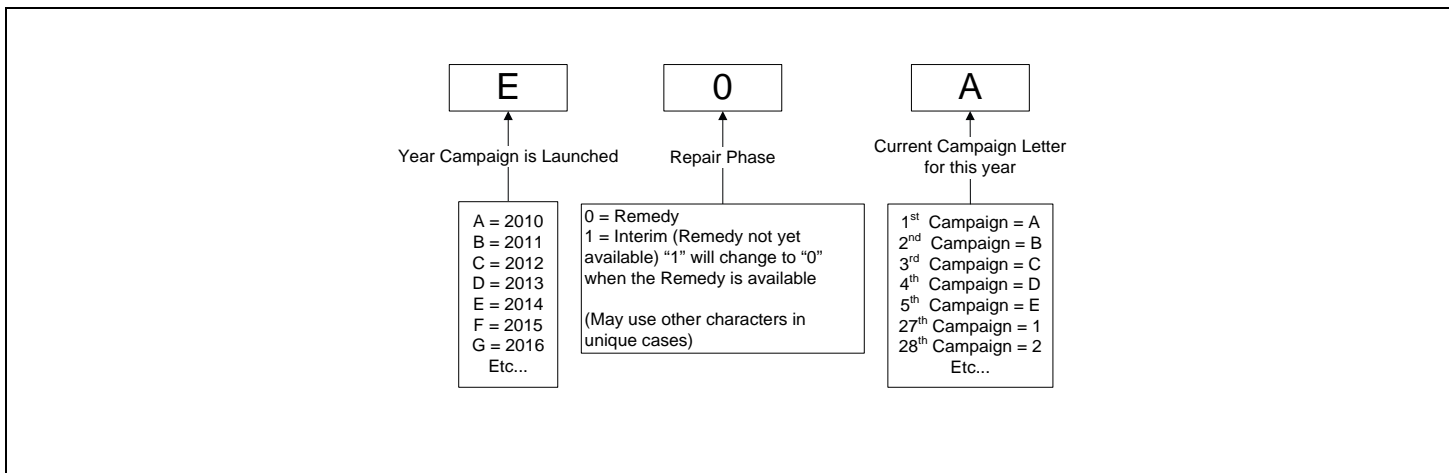 E
0
A
Year Campaign is Launched
Repair Phase
Current Campaign Letter
for this year
A = 2010
B = 2011
C = 2012
D = 2013
E = 2014
F = 2015
G = 2016
Etc...
0 = Remedy
1 = Interim (Remedy not yet
available) “1” will change to “0”
when the Remedy is available
(May use other characters in
unique cases)
1st Campaign = A
2nd Campaign = B
3rd Campaign = C
4th Campaign = D
5th Campaign = E
27th Campaign = 1
28th Campaign = 2
Etc...